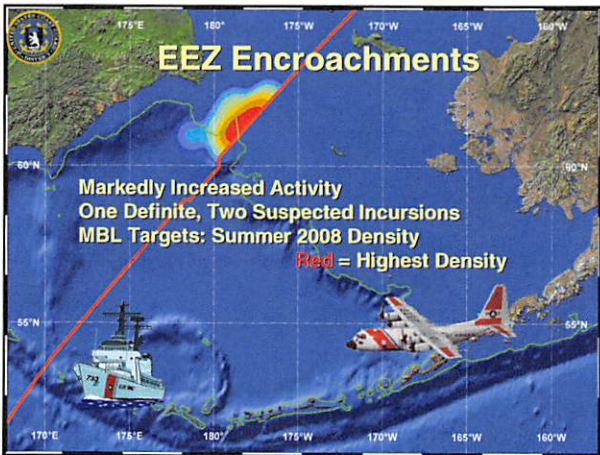 175°E
180°
175°W
170°W
165°W
160°W
EEZ Encroachments
60°N
60°N
Markedly Increased Activity
One Definite, Two Suspected Incursions
MBL Targets: Summer 2008 Density
Red = Highest Density
55°N
55°N
170°E
175°E
180°
175°W
170°W
165°W
160°W